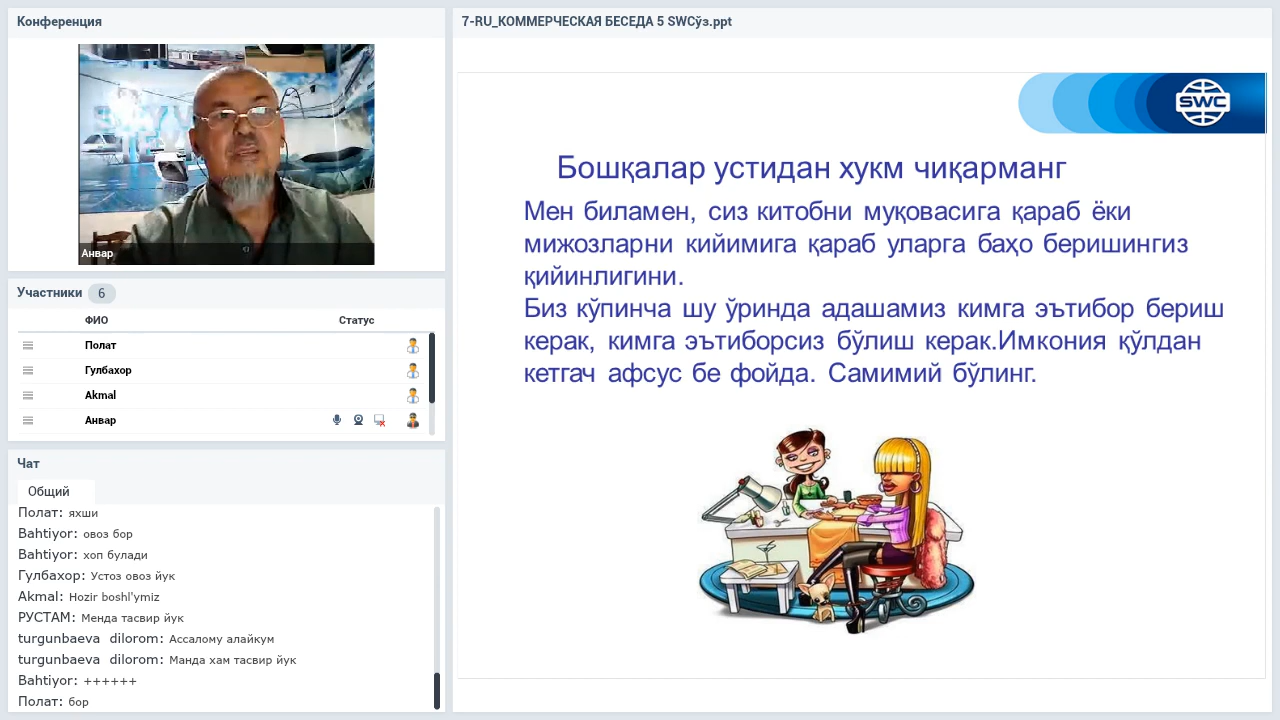 Конференция
Анвар
Участники 6
ФИО Статус
Полат
Гулбахор
Akmal
Анвар
Чат
Общий
Полат: яхши
Bahtiyor: овоз бор
Bahtiyor: хоп булади
Гулбахор: Устоз овоз йук
Akmal: Hozir boshl'ymiz
РУСТАМ: Менда тасвир йук
turgunbaeva dilorom: Ассалому алайкум
turgunbaeva dilorom: Манда хам тасвир йук
Bahtiyor: ++++++
Полат: бор
7-RU_КОММЕРЧЕСКАЯ БЕСЕДА 5 SWCўз.ppt
SWC
Бошқалар устидан хукм чиқарманг
Мен биламен, сиз китобни муқовасига қараб ёки
мижозларни кийимига қараб уларга баҳо беришингиз
қийинлигини.
Биз кўпинча шу ўринда адашамиз кимга эътибор бериш
керак, кимга эътиборсиз бўлиш керак.Имкония қўлдан
кетгач афсус бе фойда. Самимий бўлинг.